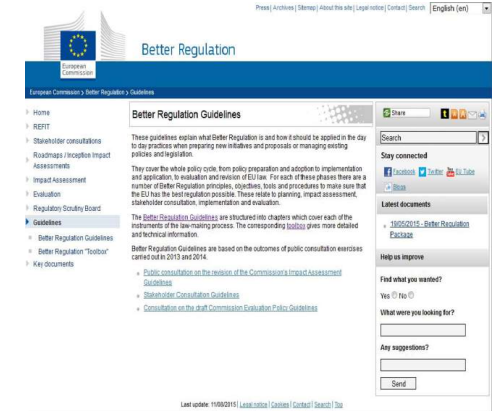 Press | Archives | Sitemap | About this site | Legal notice | Contact | Search English (en)
European
Commission
Better Regulation
European Commission > Better Regulation > Guidelines
Home
REFIT
Stakeholder consultations
Roadmaps / Inception Impact
Assessments
Impact Assessment
Evaluation
Regulatory Scrutiny Board
Guidelines
Better Regulation Guidelines
Better Regulation "Toolbox"
Key documents
Better Regulation Guidelines
These guidelines explain what Better Regulation is and how it should be applied in the day
to day practices when preparing new initiatives and proposals or managing existing
policies and legislation.
They cover the whole policy cycle, from policy preparation and adoption to implementation
and application, to evaluation and revision of EU law. For each of these phases there are a
number of Better Regulation principles, objectives, tools and procedures to make sure that
the EU has the best regulation possible. These relate to planning, impact assessment,
stakeholder consultation, implementation and evaluation.
The Better Regulation Guidelines are structured into chapters which cover each of the
instruments of the law-making process. The corresponding toolbox gives more detailed
and technical information.
Better Regulation Guidelines are based on the outcomes of public consultation exercises
carried out in 2013 and 2014.
Public consultation on the revision of the Commission's Impact Assessment
Guidelines
Stakeholder Consultation Guidelines
Consultation on the draft Commission Evaluation Policy Guidelines
Share
Search
Stay connected
Facebook Twitter EU Tube
Blogs
Latest documents
19/05/2015 - Better Regulation
Package
Help us improve
Find what you wanted?
Yes No
What were you looking for?
Any suggestions?
Send
Last update: 11/08/2015 | Legal notice | Cookies | Contact | Search | Top